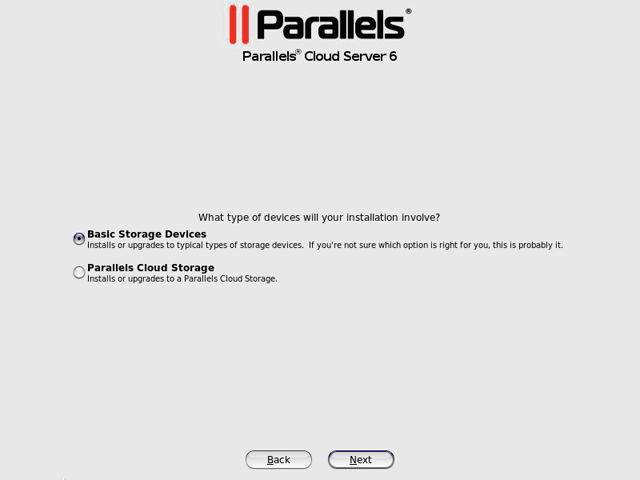 Parallels®
Parallels® Cloud Server 6
What type of devices will your installation involve?
Basic Storage Devices
Installs or upgrades to typical types of storage devices.  If you're not sure which option is right for you, this is probably it.
Parallels Cloud Storage
Installs or upgrades to a Parallels Cloud Storage.
Back
Next